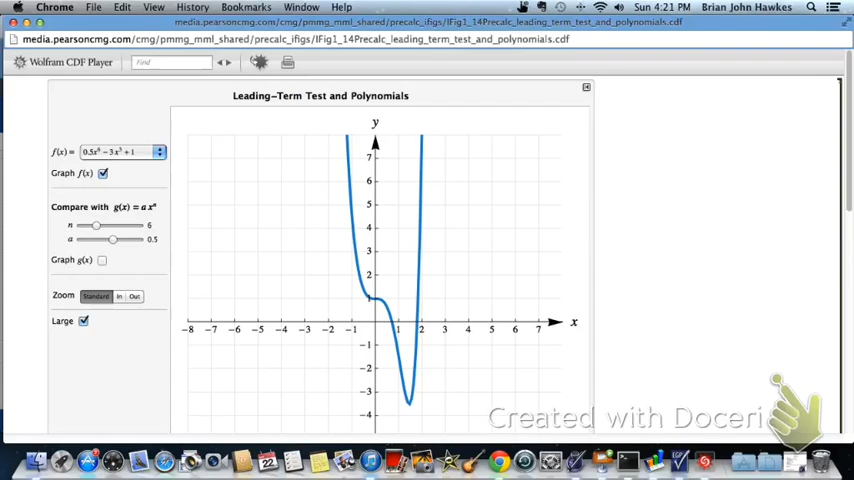 Chrome File Edit View History Bookmarks Window Help Sun 4:21 PM Brian John Hawkes
media.pearsoncmg.com/cmg/pmmg_mml_shared/precalc_ifigs/IFig1_14Precalc_leading_term_test_and_polynomials.cdf
media.pearsoncmg.com/cmg/pmmg_mml_shared/precalc_ifigs/IFig1_14Precalc_leading_term_test_and_polynomials.cdf
Wolfram CDF Player Find
Leading-Term Test and Polynomials
y
f(x) = 0.5x⁶ − 3x³ + 1
Graph f(x)
Compare with g(x) = a xⁿ
n 6
a 0.5
Graph g(x)
Zoom Standard In Out
Large
7
6
5
4
3
2
1
-8 -7 -6 -5 -4 -3 -2 -1 1 2 3 4 5 6 7 x
-1
-2
-3
-4
Created with Doceri
22